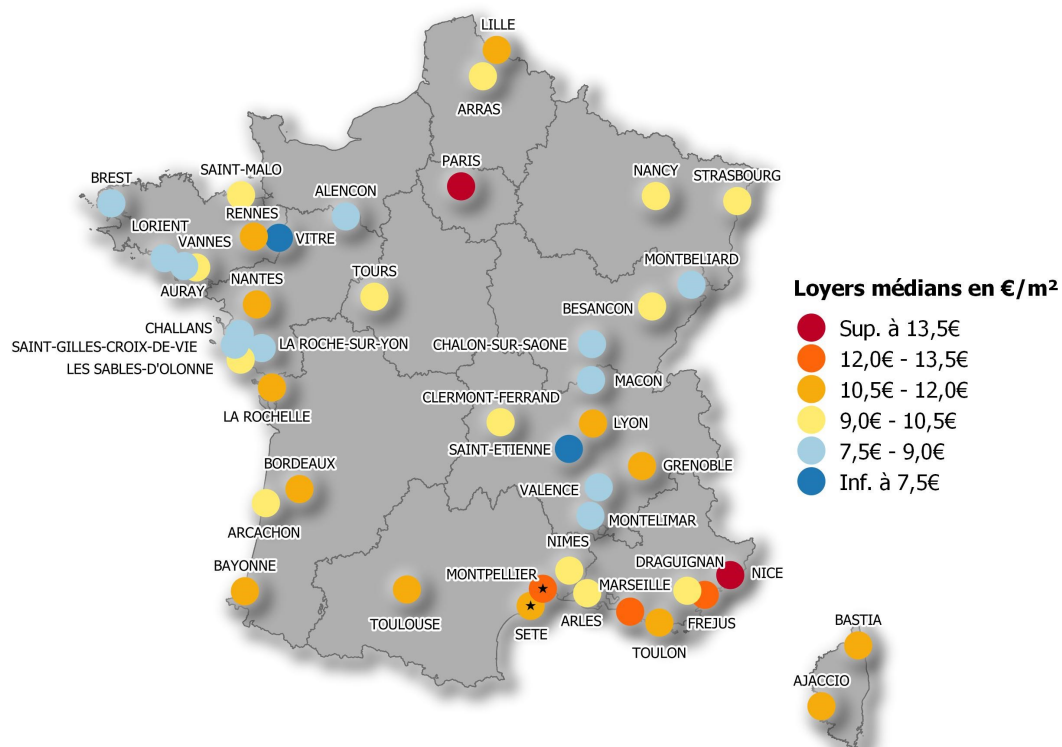 LILLE
ARRAS
PARIS
NANCY
STRASBOURG
SAINT-MALO
BREST
ALENCON
RENNES
LORIENT
VANNES
VITRE
AURAY
NANTES
TOURS
MONTBELIARD
BESANCON
CHALLANS
SAINT-GILLES-CROIX-DE-VIE
LA ROCHE-SUR-YON
CHALON-SUR-SAONE
LES SABLES-D'OLONNE
MACON
CLERMONT-FERRAND
LA ROCHELLE
LYON
SAINT-ETIENNE
BORDEAUX
GRENOBLE
VALENCE
ARCACHON
MONTELIMAR
NIMES
DRAGUIGNAN
BAYONNE
MONTPELLIER
MARSEILLE
NICE
TOULOUSE
SETE
ARLES
FREJUS
TOULON
BASTIA
AJACCIO
Loyers médians en €/m²
Sup. à 13,5€
12,0€ - 13,5€
10,5€ - 12,0€
9,0€ - 10,5€
7,5€ - 9,0€
Inf. à 7,5€